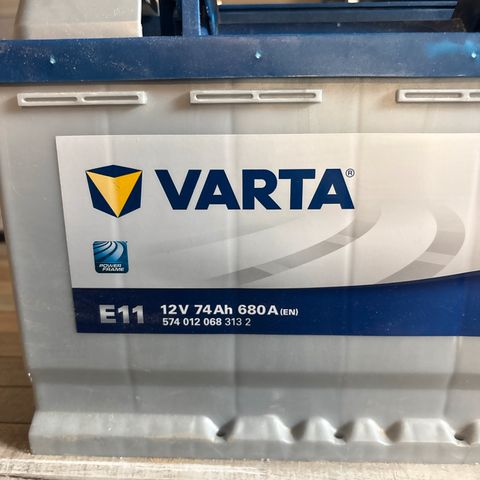 VARTA®
POWER
FRAME
E11 12V 74Ah 680A (EN)
574 012 068 313 2